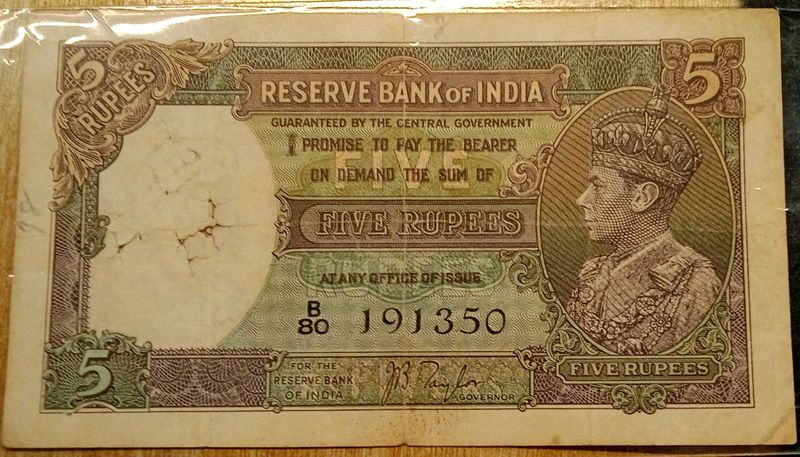 5
RUPEES
RESERVE BANK OF INDIA
5
GUARANTEED BY THE CENTRAL GOVERNMENT
I PROMISE TO PAY THE BEARER
FIVE
ON DEMAND THE SUM OF
FIVE RUPEES
AT ANY OFFICE OF ISSUE
B
80 191350
5
FOR THE
RESERVE BANK
OF INDIA
JB Taylor
GOVERNOR
FIVE RUPEES